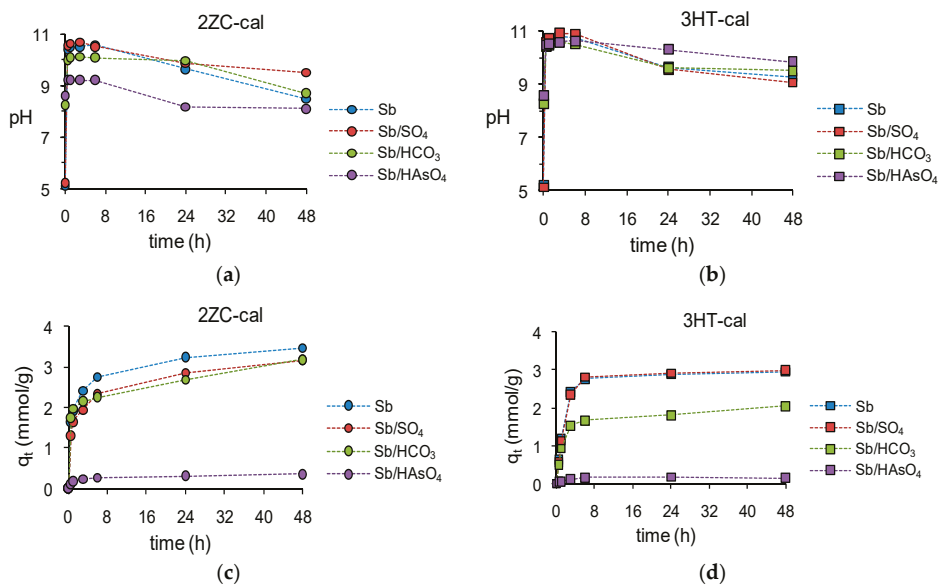 2ZC-cal
11
9
pH
7
5
0 8 16 24 32 40 48
time (h)
Sb
Sb/SO₄
Sb/HCO₃
Sb/HAsO₄
(a)
3HT-cal
11
9
pH
7
5
0 8 16 24 32 40 48
time (h)
Sb
Sb/SO₄
Sb/HCO₃
Sb/HAsO₄
(b)
2ZC-cal
4
3
2
1
0
qₜ (mmol/g)
0 8 16 24 32 40 48
time (h)
Sb
Sb/SO₄
Sb/HCO₃
Sb/HAsO₄
(c)
3HT-cal
4
3
2
1
0
qₜ (mmol/g)
0 8 16 24 32 40 48
time (h)
Sb
Sb/SO₄
Sb/HCO₃
Sb/HAsO₄
(d)